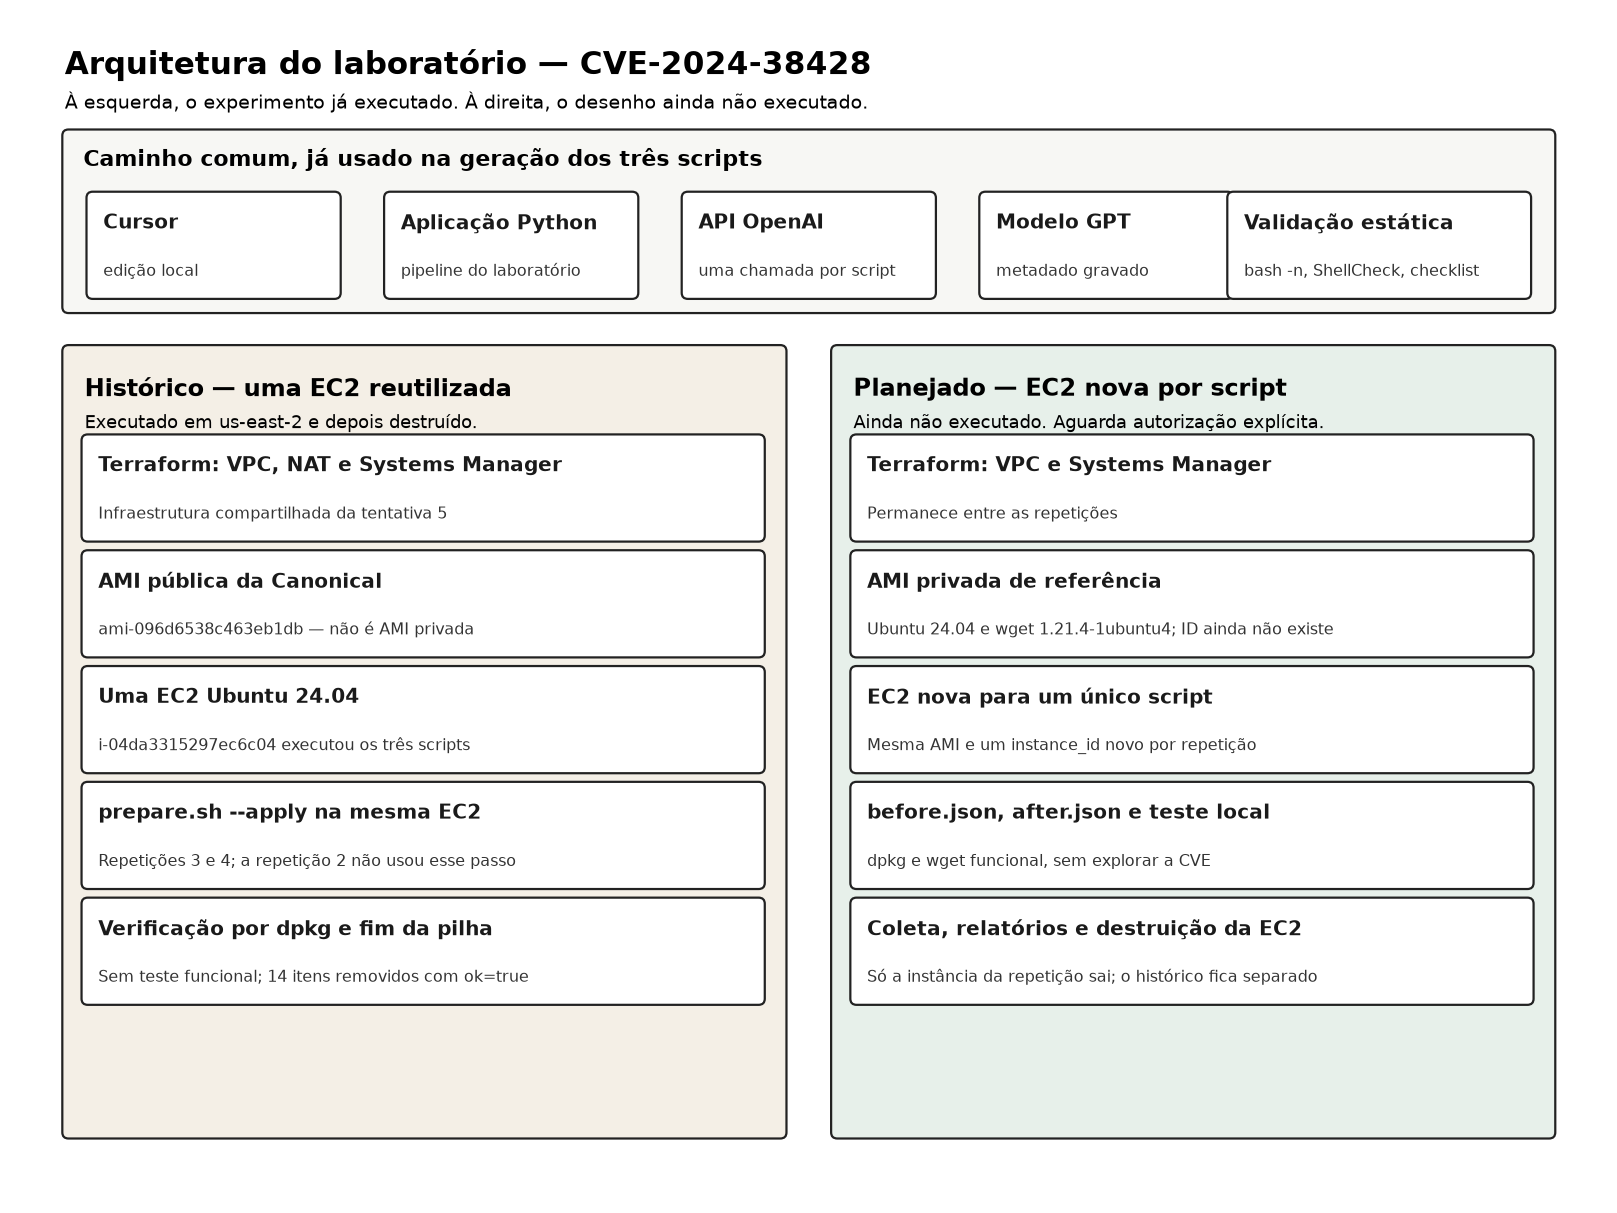 Arquitetura do laboratório — CVE-2024-38428
À esquerda, o experimento já executado. À direita, o desenho ainda não executado.
Caminho comum, já usado na geração dos três scripts
Cursor
edição local
Aplicação Python
pipeline do laboratório
API OpenAI
uma chamada por script
Modelo GPT
metadado gravado
Validação estática
bash -n, ShellCheck, checklist
Histórico — uma EC2 reutilizada
Executado em us-east-2 e depois destruído.
Terraform: VPC, NAT e Systems Manager
Infraestrutura compartilhada da tentativa 5
AMI pública da Canonical
ami-096d6538c463eb1db — não é AMI privada
Uma EC2 Ubuntu 24.04
i-04da3315297ec6c04 executou os três scripts
prepare.sh --apply na mesma EC2
Repetições 3 e 4; a repetição 2 não usou esse passo
Verificação por dpkg e fim da pilha
Sem teste funcional; 14 itens removidos com ok=true
Planejado — EC2 nova por script
Ainda não executado. Aguarda autorização explícita.
Terraform: VPC e Systems Manager
Permanece entre as repetições
AMI privada de referência
Ubuntu 24.04 e wget 1.21.4-1ubuntu4; ID ainda não existe
EC2 nova para um único script
Mesma AMI e um instance_id novo por repetição
before.json, after.json e teste local
dpkg e wget funcional, sem explorar a CVE
Coleta, relatórios e destruição da EC2
Só a instância da repetição sai; o histórico fica separado